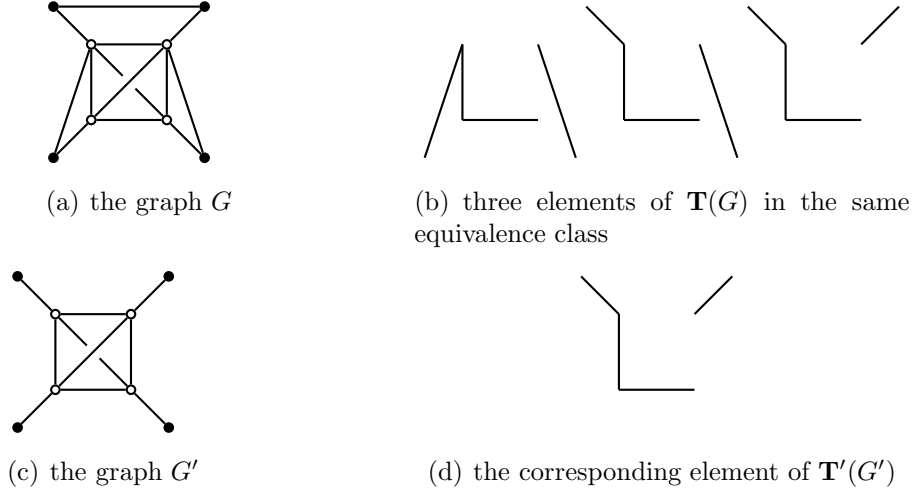 (a) the graph G
(b) three elements of T(G) in the same
equivalence class
(c) the graph G′
(d) the corresponding element of T′(G′)